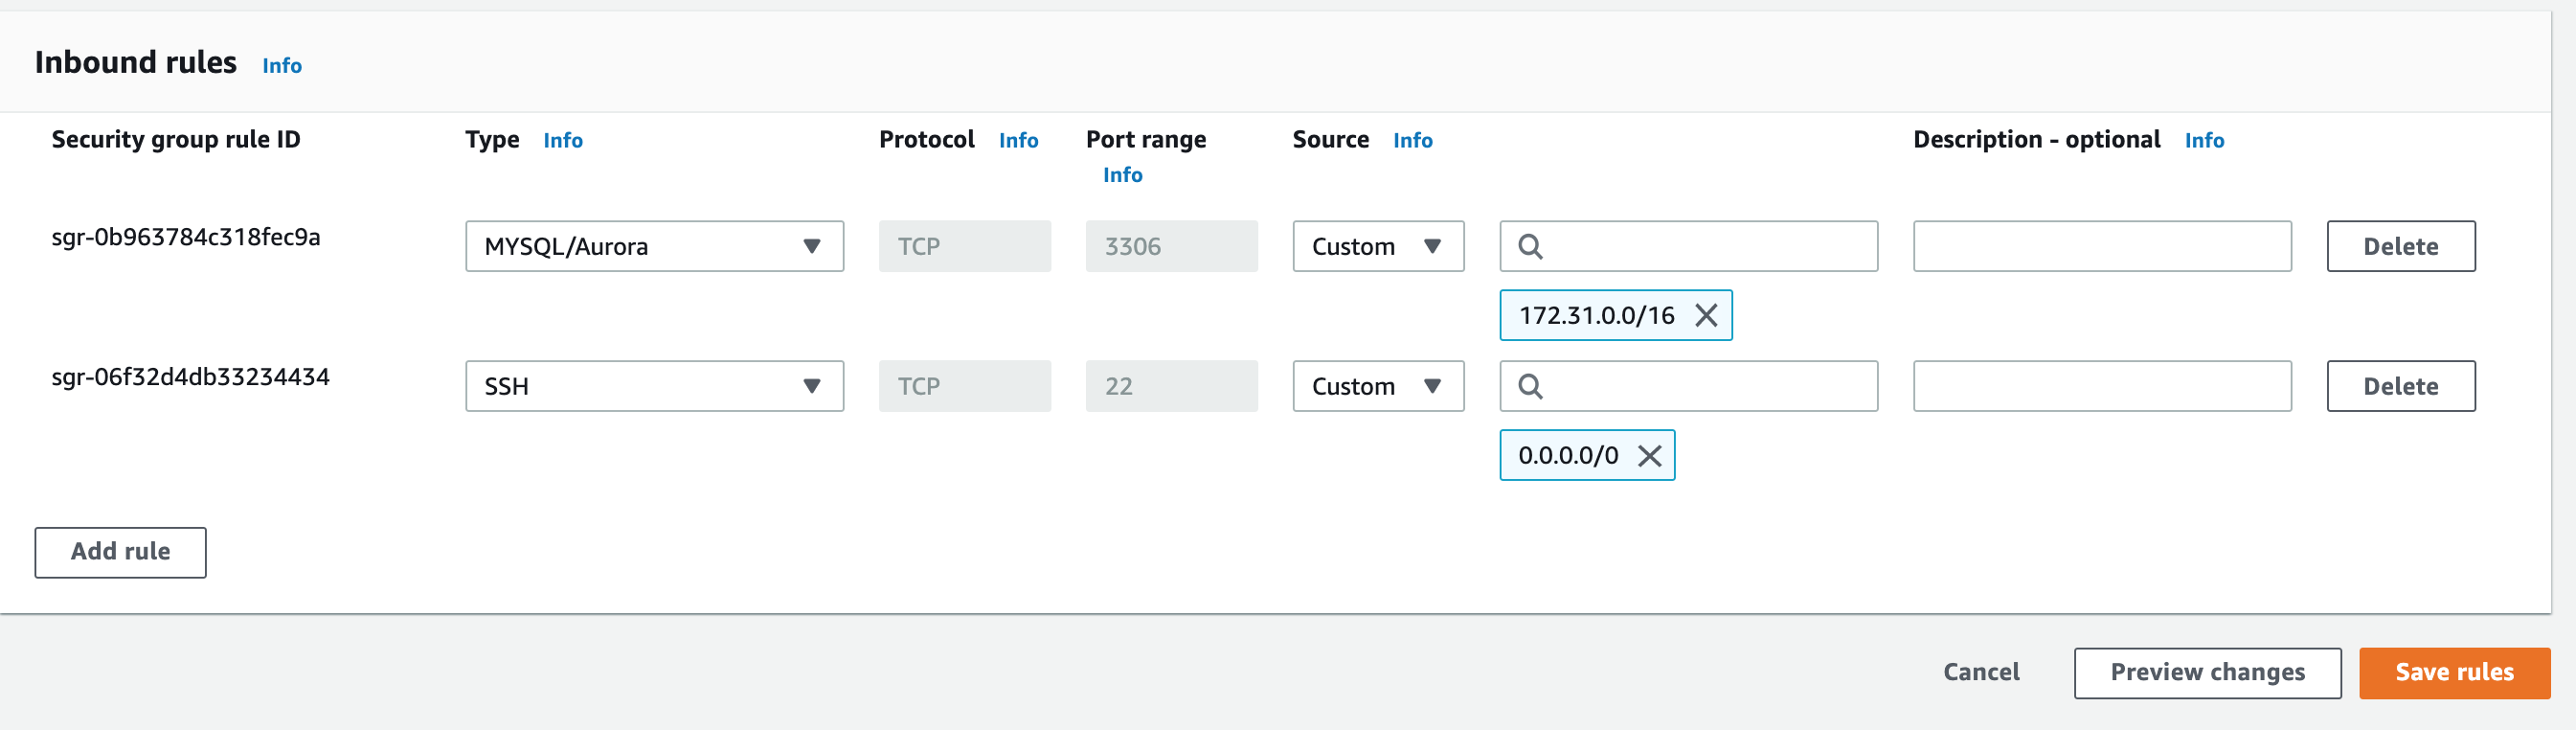 Inbound rules Info
Security group rule ID Type Info Protocol Info Port range Info Source Info Description - optional Info
sgr-0b963784c318fec9a MYSQL/Aurora TCP 3306 Custom Delete
172.31.0.0/16
sgr-06f32d4db33234434 SSH TCP 22 Custom Delete
0.0.0.0/0
Add rule
Cancel Preview changes Save rules